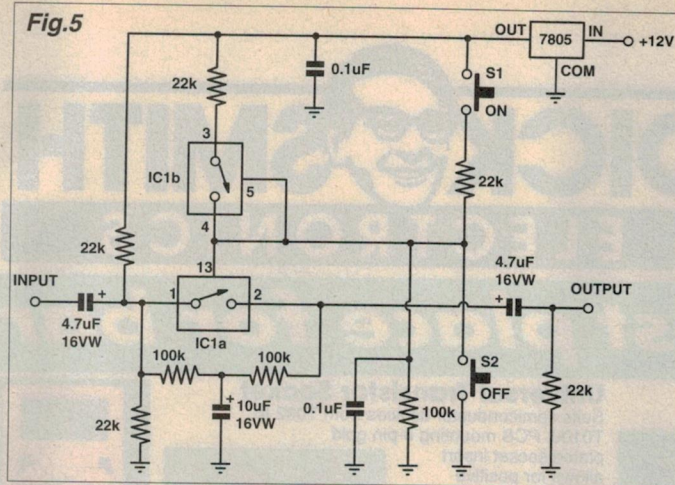 Fig.5
OUT
7805
IN
+12V
COM
22k
0.1uF
S1
ON
3
IC1b
5
4
22k
22k
13
INPUT
+
4.7uF
16VW
1
2
IC1a
4.7uF
16VW
+
OUTPUT
100k
100k
+
10uF
16VW
0.1uF
100k
S2
OFF
22k
22k